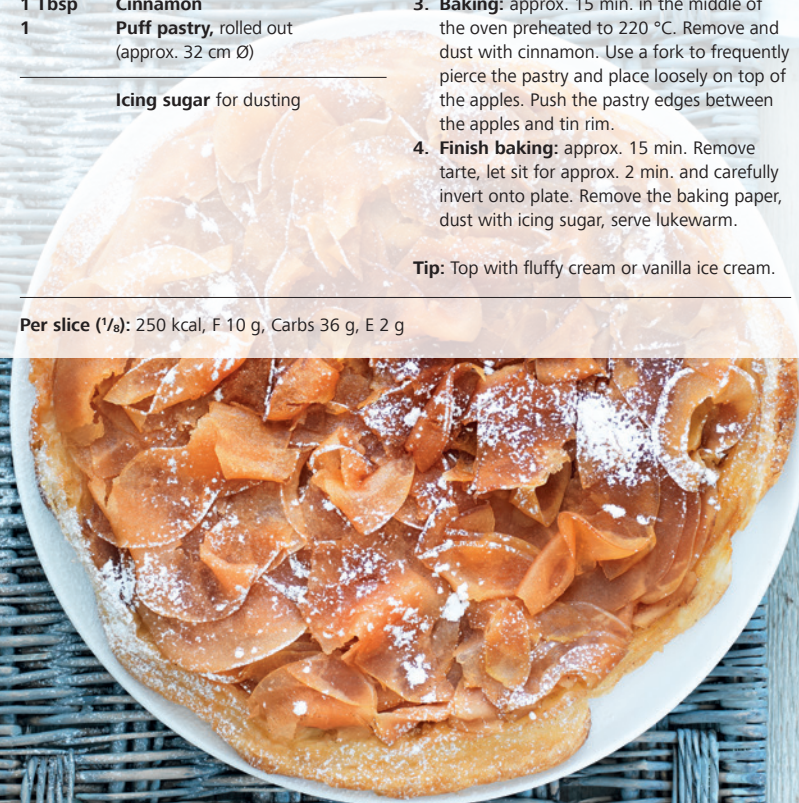 1 Tbsp Cinnamon
1 Puff pastry, rolled out
(approx. 32 cm Ø)
Icing sugar for dusting
3. Baking: approx. 15 min. in the middle of
the oven preheated to 220 °C. Remove and
dust with cinnamon. Use a fork to frequently
pierce the pastry and place loosely on top of
the apples. Push the pastry edges between
the apples and tin rim.
4. Finish baking: approx. 15 min. Remove
tarte, let sit for approx. 2 min. and carefully
invert onto plate. Remove the baking paper,
dust with icing sugar, serve lukewarm.
Tip: Top with fluffy cream or vanilla ice cream.
Per slice (1/8): 250 kcal, F 10 g, Carbs 36 g, E 2 g